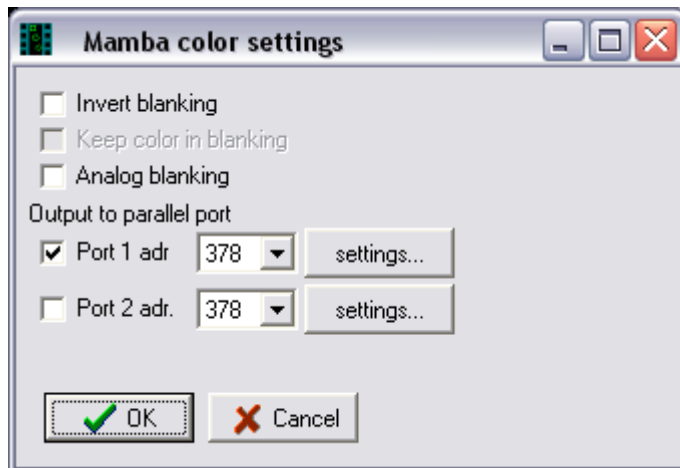 Mamba color settings
Invert blanking
Keep color in blanking
Analog blanking
Output to parallel port
Port 1 adr 378 settings...
Port 2 adr. 378 settings...
OK Cancel